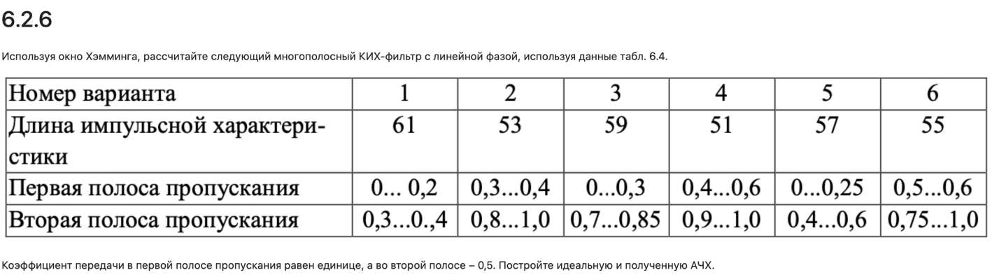 6.2.6
Используя окно Хэмминга, рассчитайте следующий многополосный КИХ-фильтр с линейной фазой, используя данные табл. 6.4.
Номер варианта 1 2 3 4 5 6
Длина импульсной характери- 61 53 59 51 57 55
стики
Первая полоса пропускания 0... 0,2 0,3...0,4 0...0,3 0,4...0,6 0...0,25 0,5...0,6
Вторая полоса пропускания 0,3...0.,4 0,8...1,0 0,7...0,85 0,9...1,0 0,4...0,6 0,75...1,0
Коэффициент передачи в первой полосе пропускания равен единице, а во второй полосе – 0,5. Постройте идеальную и полученную АЧХ.